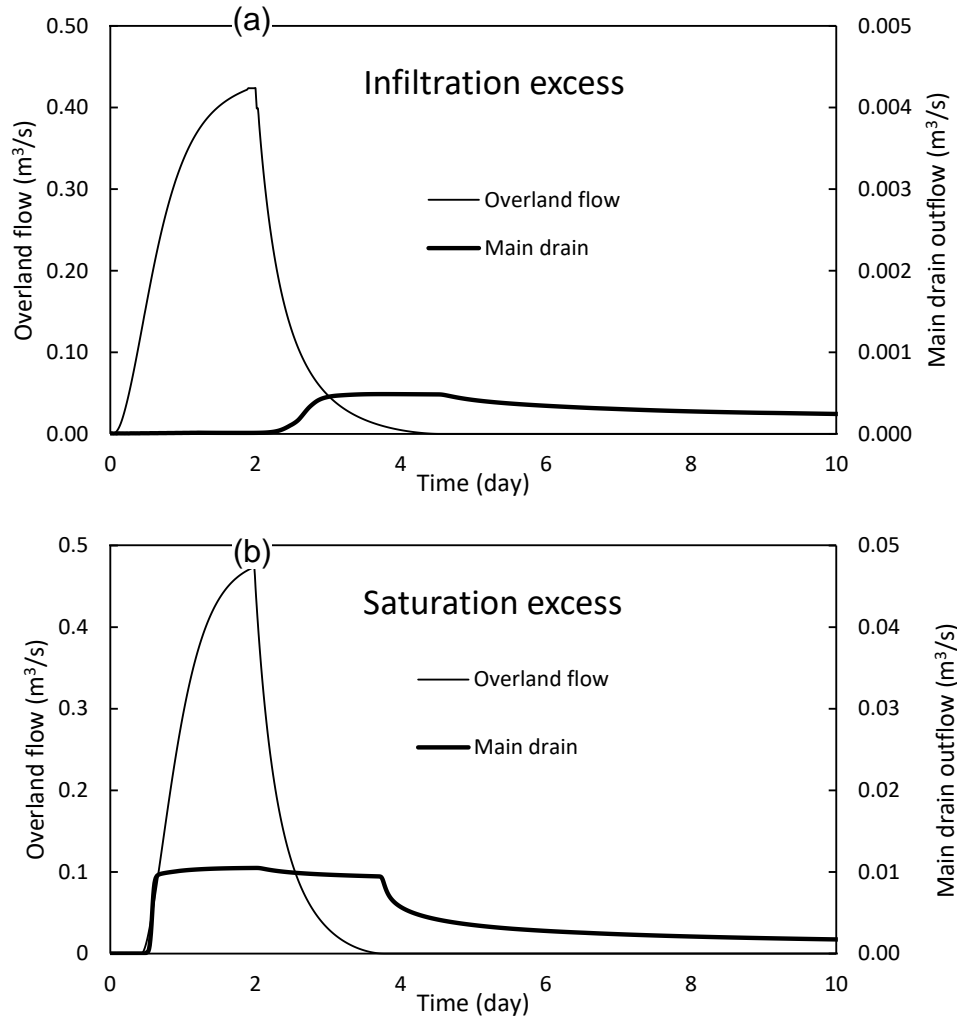 (a)
Infiltration excess
Overland flow (m³/s)
0.50
0.40
0.30
0.20
0.10
0.00
Overland flow
Main drain
0.005
0.004
0.003
0.002
0.001
0.000
Main drain outflow (m³/s)
0 2 4 6 8 10
Time (day)
(b)
Saturation excess
Overland flow (m³/s)
0.5
0.4
0.3
0.2
0.1
0
Overland flow
Main drain
0.05
0.04
0.03
0.02
0.01
0.00
Main drain outflow (m³/s)
0 2 4 6 8 10
Time (day)